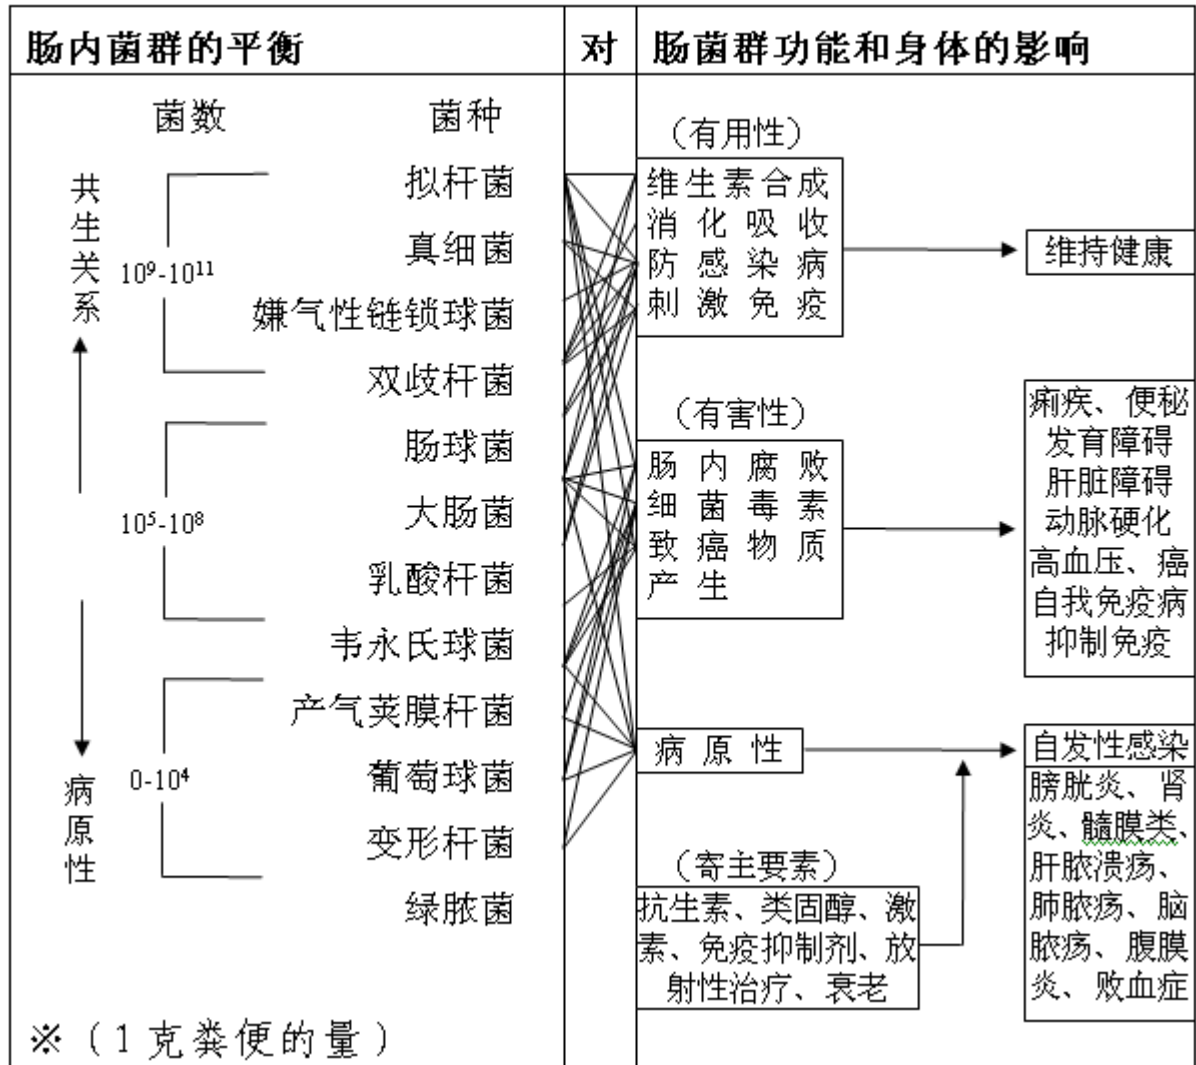 肠内菌群的平衡
对
肠菌群功能和身体的影响
菌数
菌种
共生关系
病原性
10⁹-10¹¹
10⁵-10⁸
0-10⁴
拟杆菌
真细菌
嫌气性链锁球菌
双歧杆菌
肠球菌
大肠菌
乳酸杆菌
韦永氏球菌
产气荚膜杆菌
葡萄球菌
变形杆菌
绿脓菌
※（1克粪便的量）
（有用性）
维生素合成
消化吸收
防感染病
刺激免疫
维持健康
（有害性）
肠内腐败
细菌毒素
致癌物质
产生
痢疾、便秘
发育障碍
肝脏障碍
动脉硬化
高血压、癌
自我免疫病
抑制免疫
病原性
自发性感染
膀胱炎、肾
炎、髓膜类、
肝脓溃疡、
肺脓疡、脑
脓疡、腹膜
炎、败血症
（寄主要素）
抗生素、类固醇、激
素、免疫抑制剂、放
射性治疗、衰老